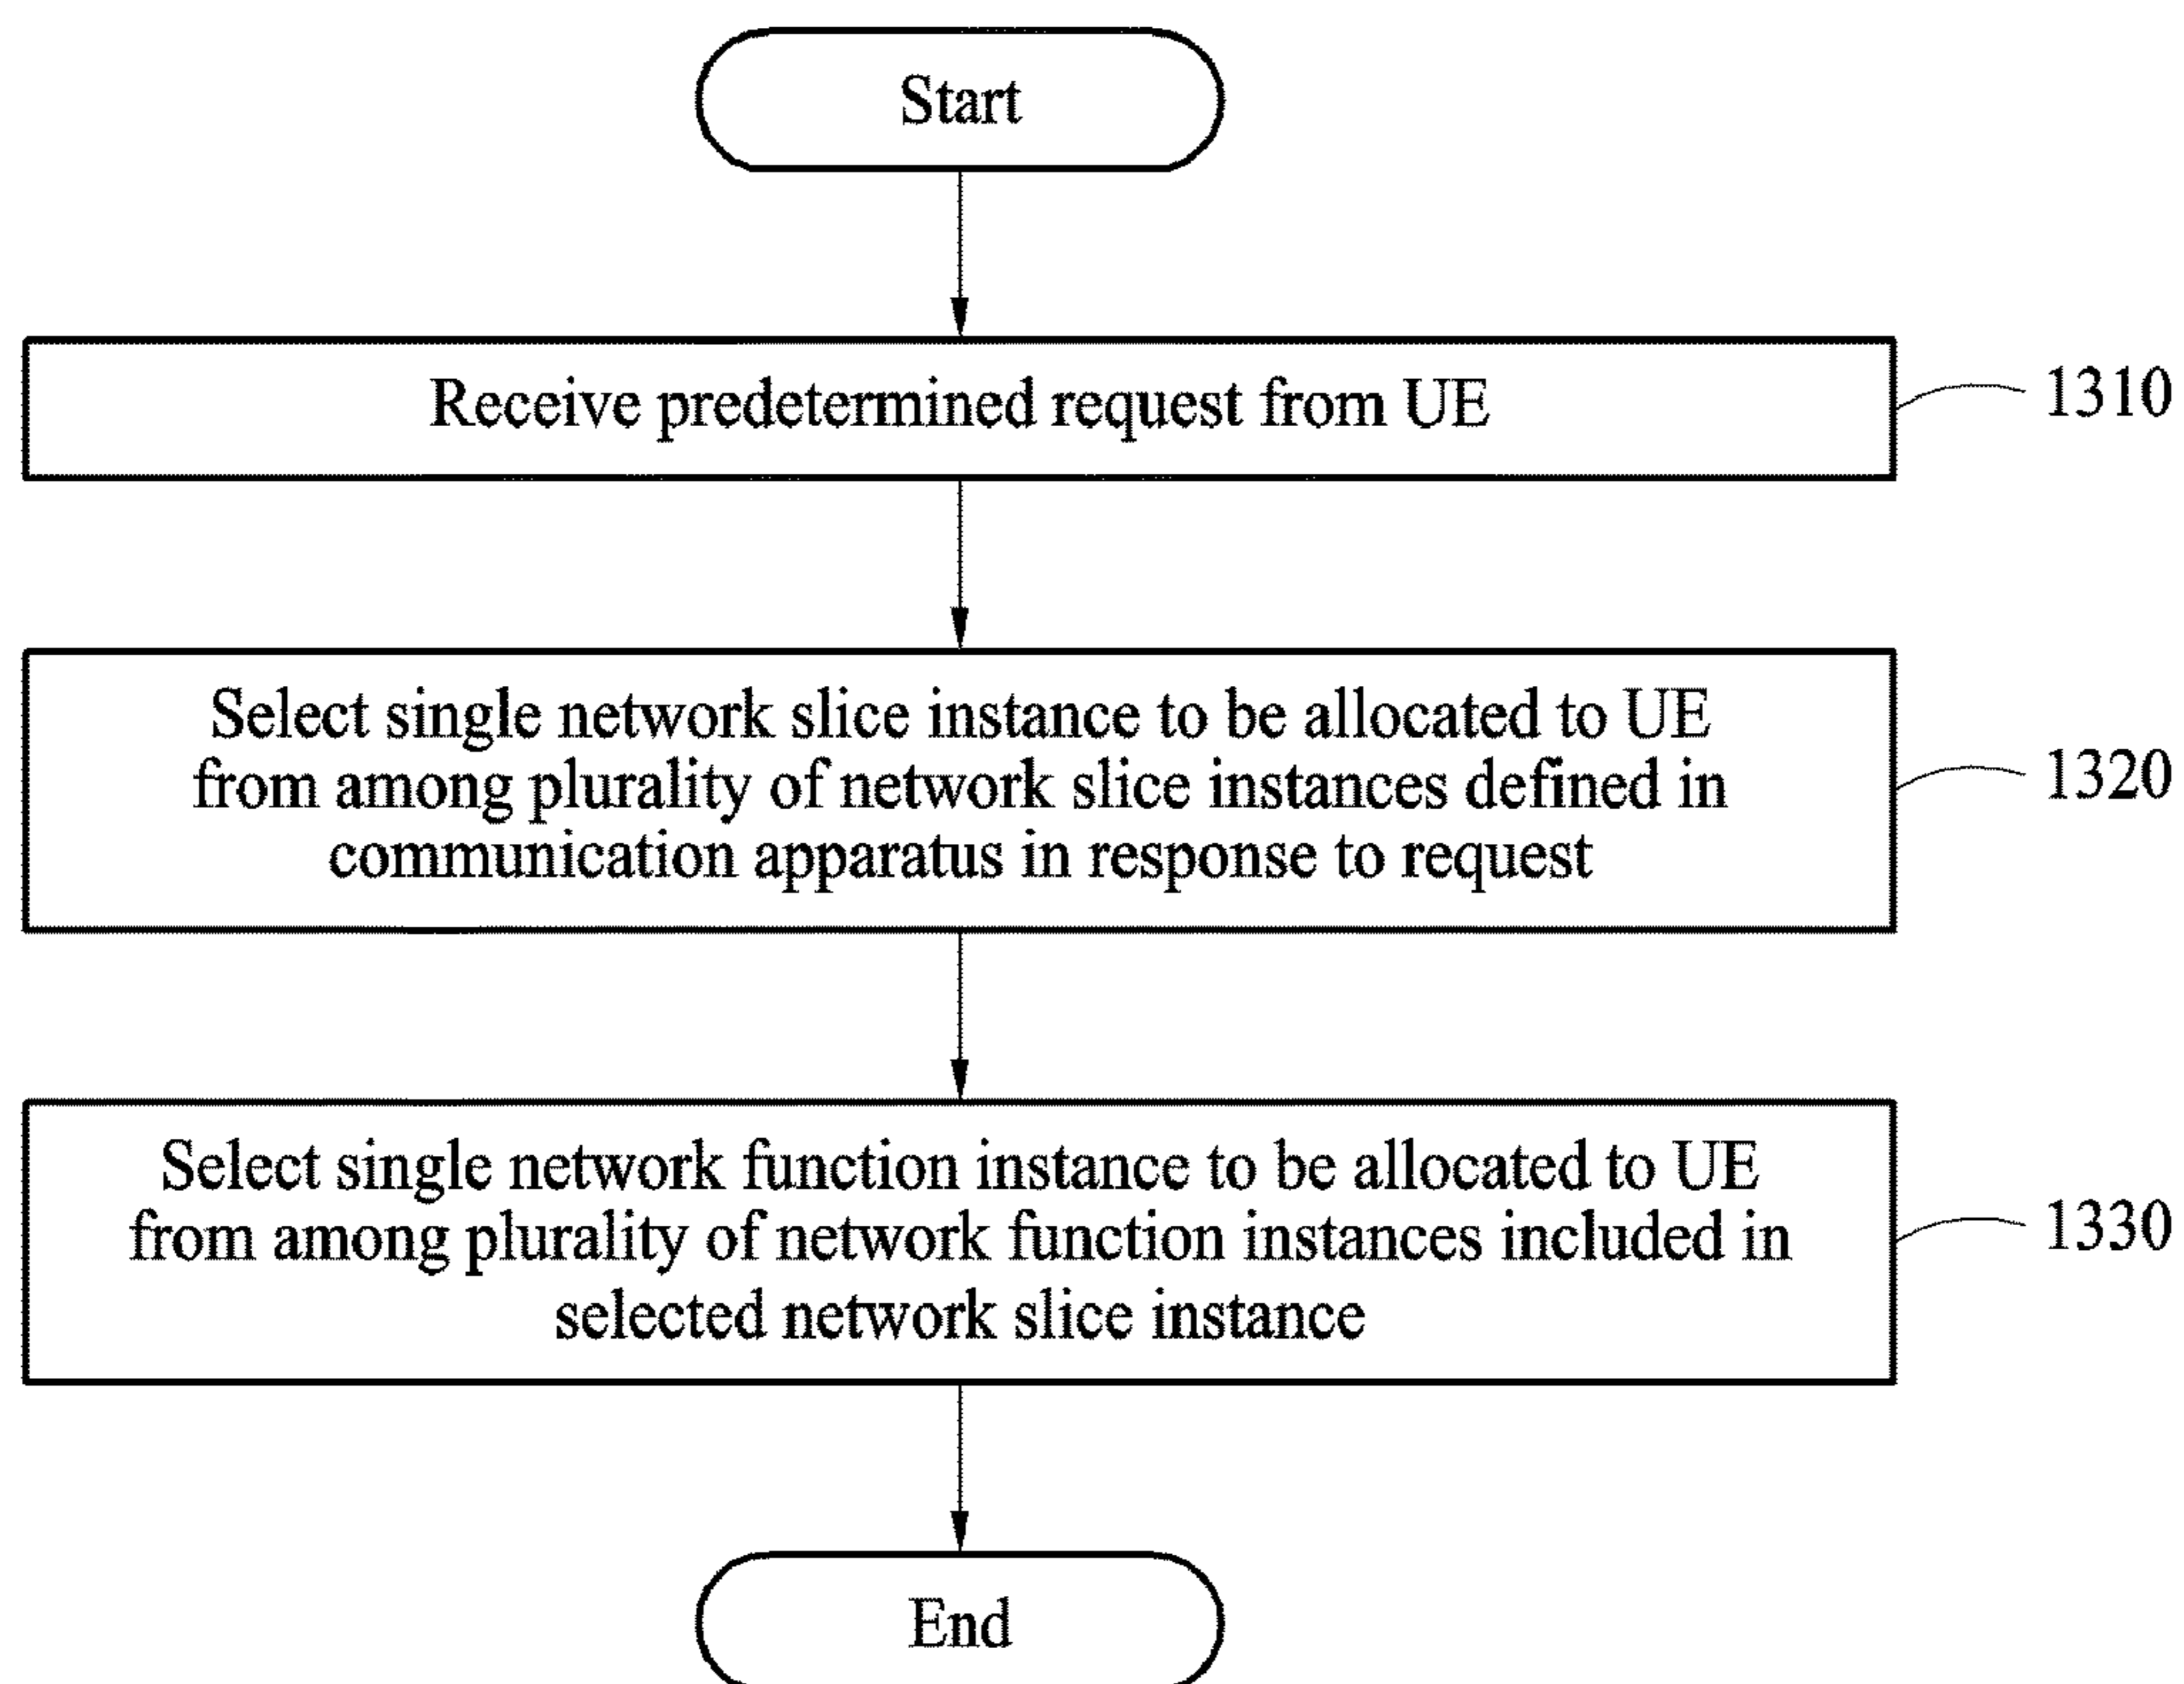 Start
Receive predetermined request from UE
1310
Select single network slice instance to be allocated to UE
from among plurality of network slice instances defined in
communication apparatus in response to request
1320
Select single network function instance to be allocated to UE
from among plurality of network function instances included in
selected network slice instance
1330
End